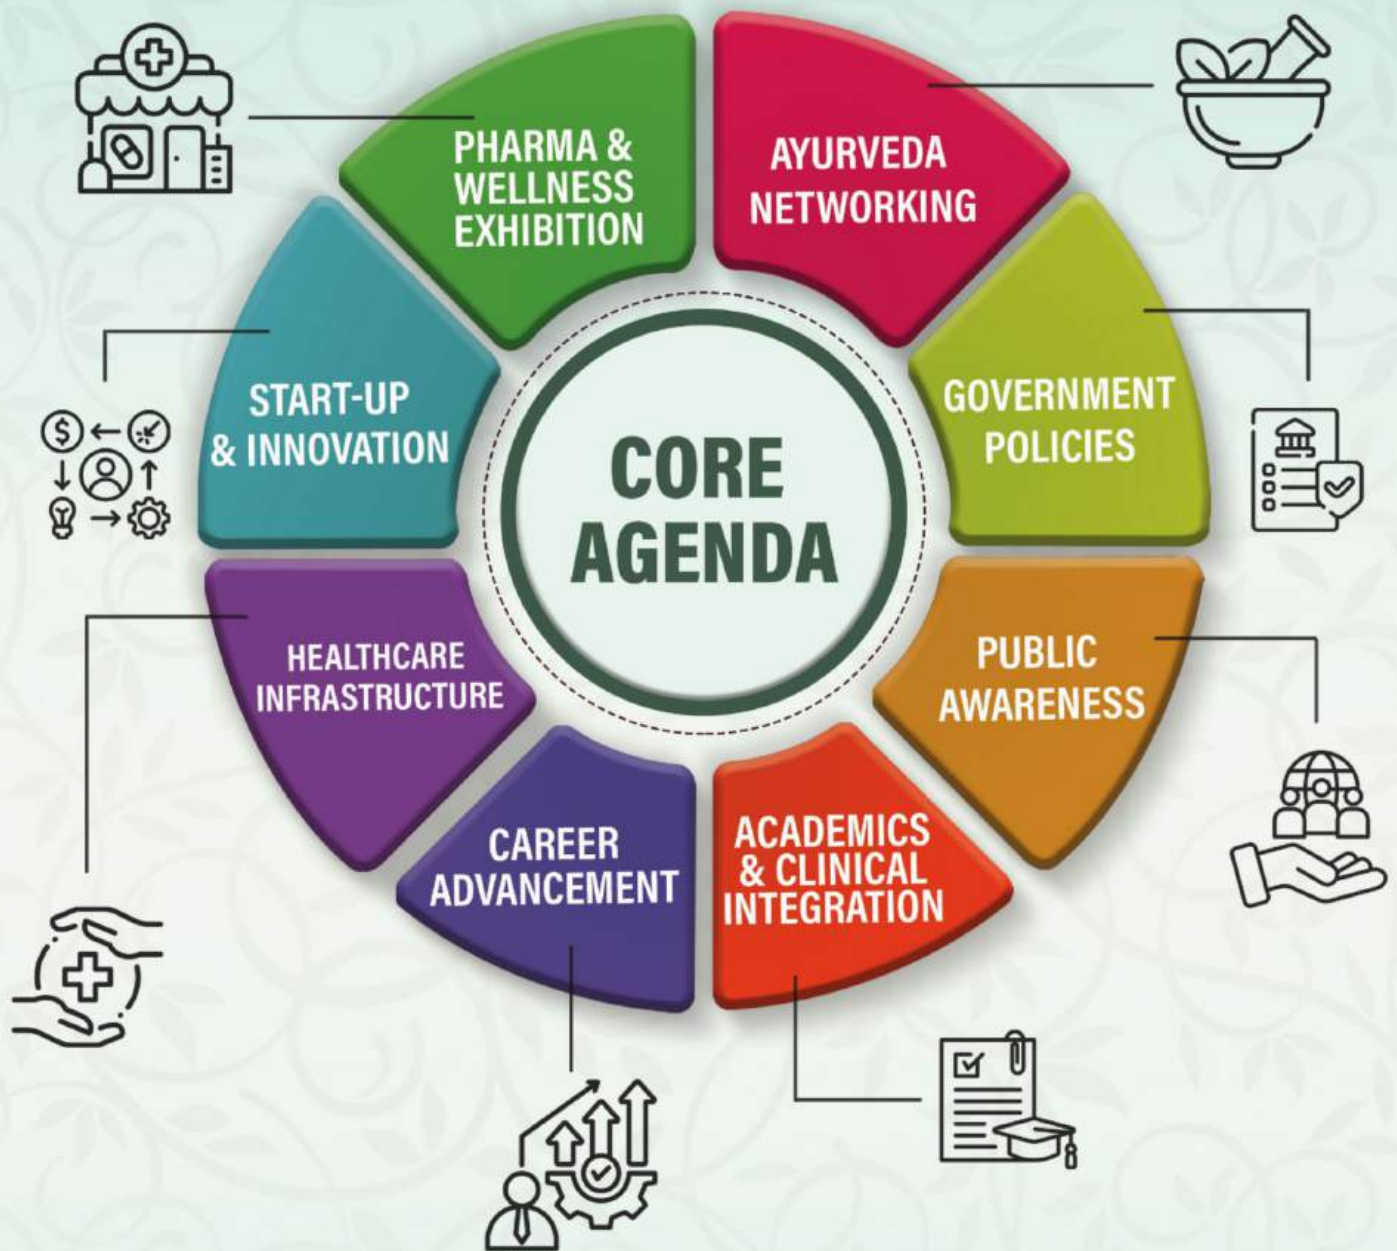 PHARMA &
WELLNESS
EXHIBITION
AYURVEDA
NETWORKING
START-UP
& INNOVATION
GOVERNMENT
POLICIES
CORE
AGENDA
HEALTHCARE
INFRASTRUCTURE
PUBLIC
AWARENESS
CAREER
ADVANCEMENT
ACADEMICS
& CLINICAL
INTEGRATION
$